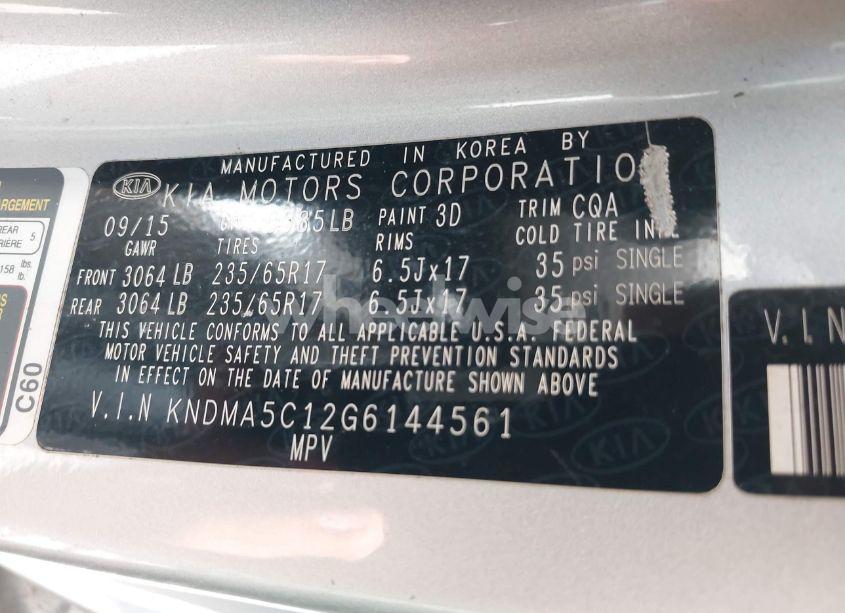 MANUFACTURED IN KOREA BY
KIA KIA MOTORS CORPORATIO
09/15 85LB PAINT 3D TRIM CQA
GAWR TIRES RIMS COLD TIRE
FRONT 3064 LB 235/65R17 6.5Jx17 35 psi SINGLE
REAR 3064 LB 235/65R17 6.5Jx17 35 psi SINGLE
THIS VEHICLE CONFORMS TO ALL APPLICABLE U.S.A. FEDERAL
MOTOR VEHICLE SAFETY AND THEFT PREVENTION STANDARDS
IN EFFECT ON THE DATE OF MANUFACTURE SHOWN ABOVE
V.I.N KNDMA5C12G6144561
MPV
C60
V.I.N
wheelwise